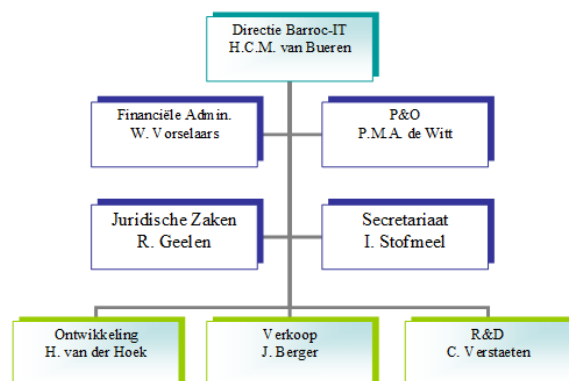 Directie Barroc-IT
H.C.M. van Bueren
Financiële Admin.
W. Vorselaars
P&O
P.M.A. de Witt
Juridische Zaken
R. Geelen
Secretariaat
I. Stofmeel
Ontwikkeling
H. van der Hoek
Verkoop
J. Berger
R&D
C. Verstaeten